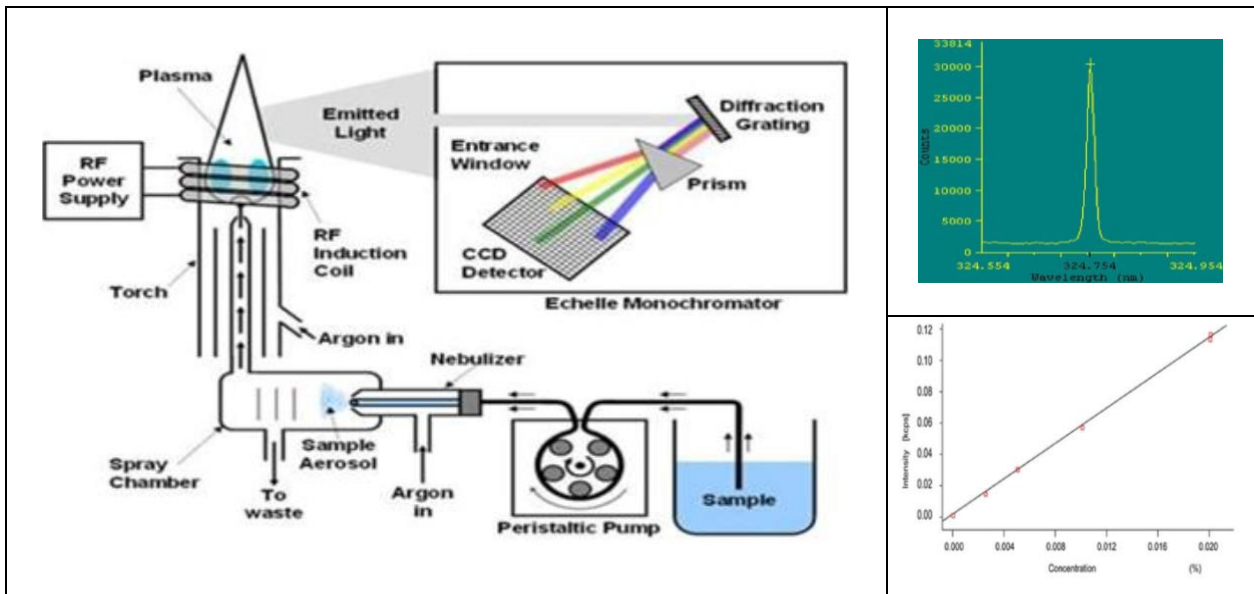 Plasma
RF
Power
Supply
Emitted
Light
Entrance
Window
Diffraction
Grating
Prism
CCD
Detector
Echelle Monochromator
RF
Induction
Coil
Torch
Argon in
Nebulizer
Spray
Chamber
Sample
Aerosol
To
waste
Argon
in
Peristaltic Pump
Sample
33814
30000
25000
20000
15000
10000
5000
0
Counts
324.554
324.754
324.954
Wavelength (nm)
0.12
0.10
0.08
0.06
0.04
0.02
0.00
Intensity [kcps]
0.000
0.004
0.008
0.012
0.016
0.020
Concentration
(%)